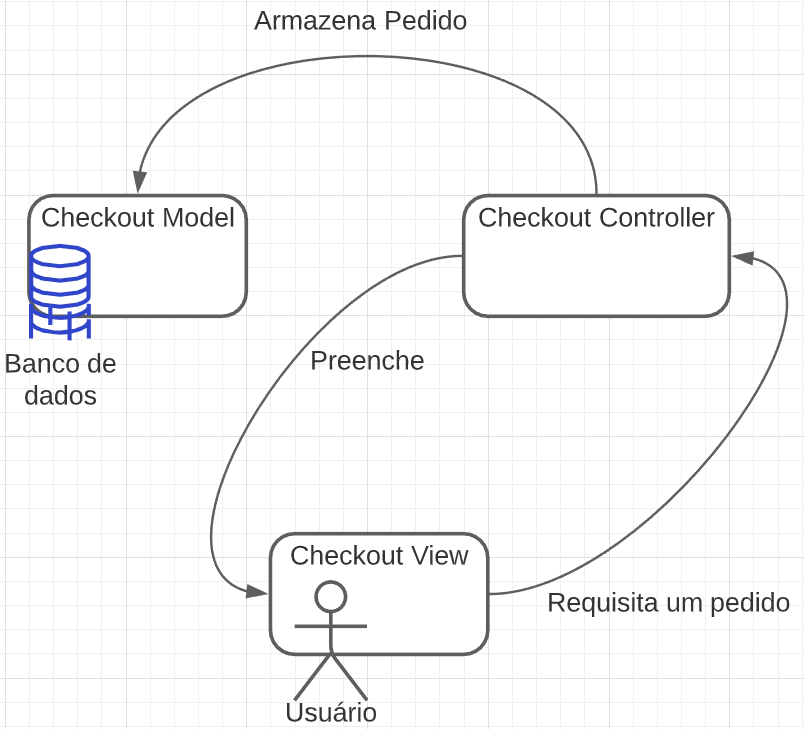 Armazena Pedido
Checkout Model
Checkout Controller
Banco de
dados
Preenche
Checkout View
Requisita um pedido
Usuário